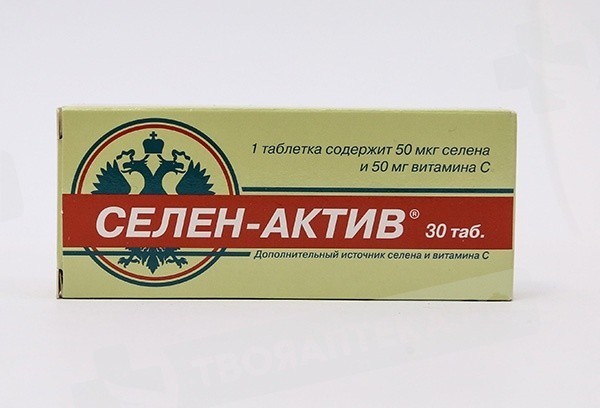 1 таблетка содержит 50 мкг селена
и 50 мг витамина С
СЕЛЕН-АКТИВ® 30 таб.
Дополнительный источник селена и витамина С
ТВОЯАПТЕКА